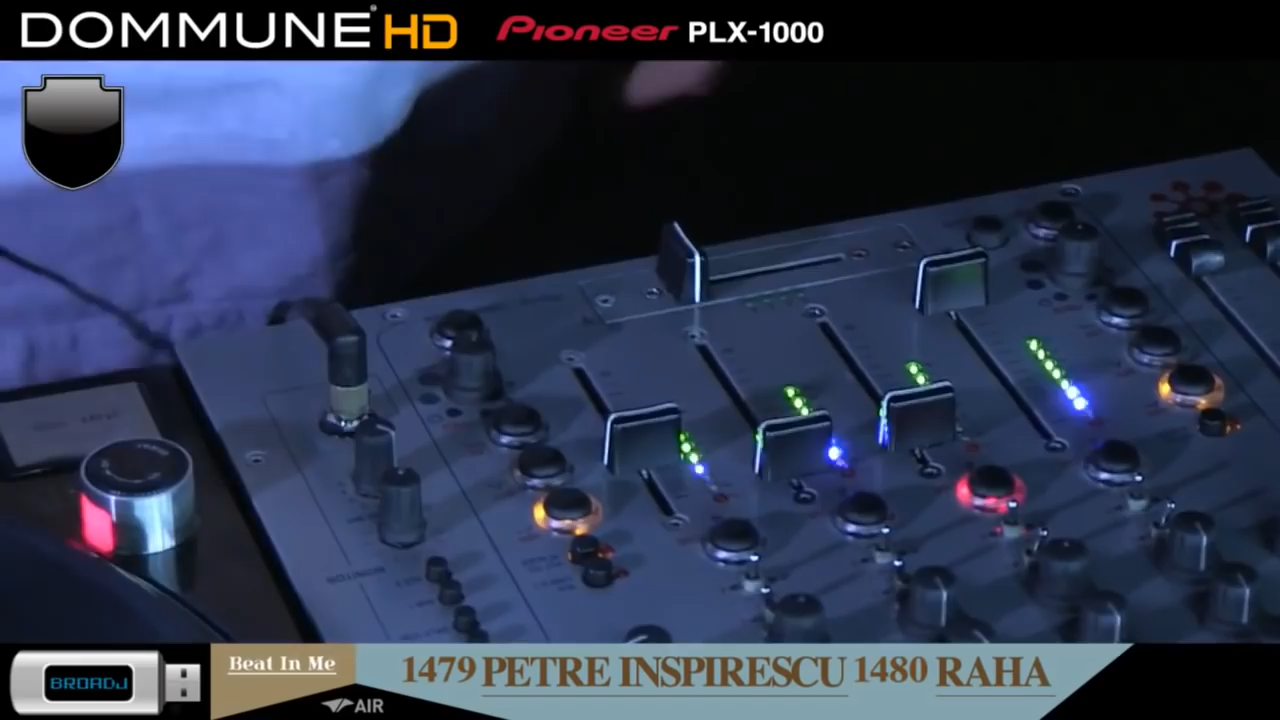 DOMMUNE HD Pioneer PLX-1000
BROADJ
Beat In Me
AIR
1479 PETRE INSPIRESCU 1480 RAHA